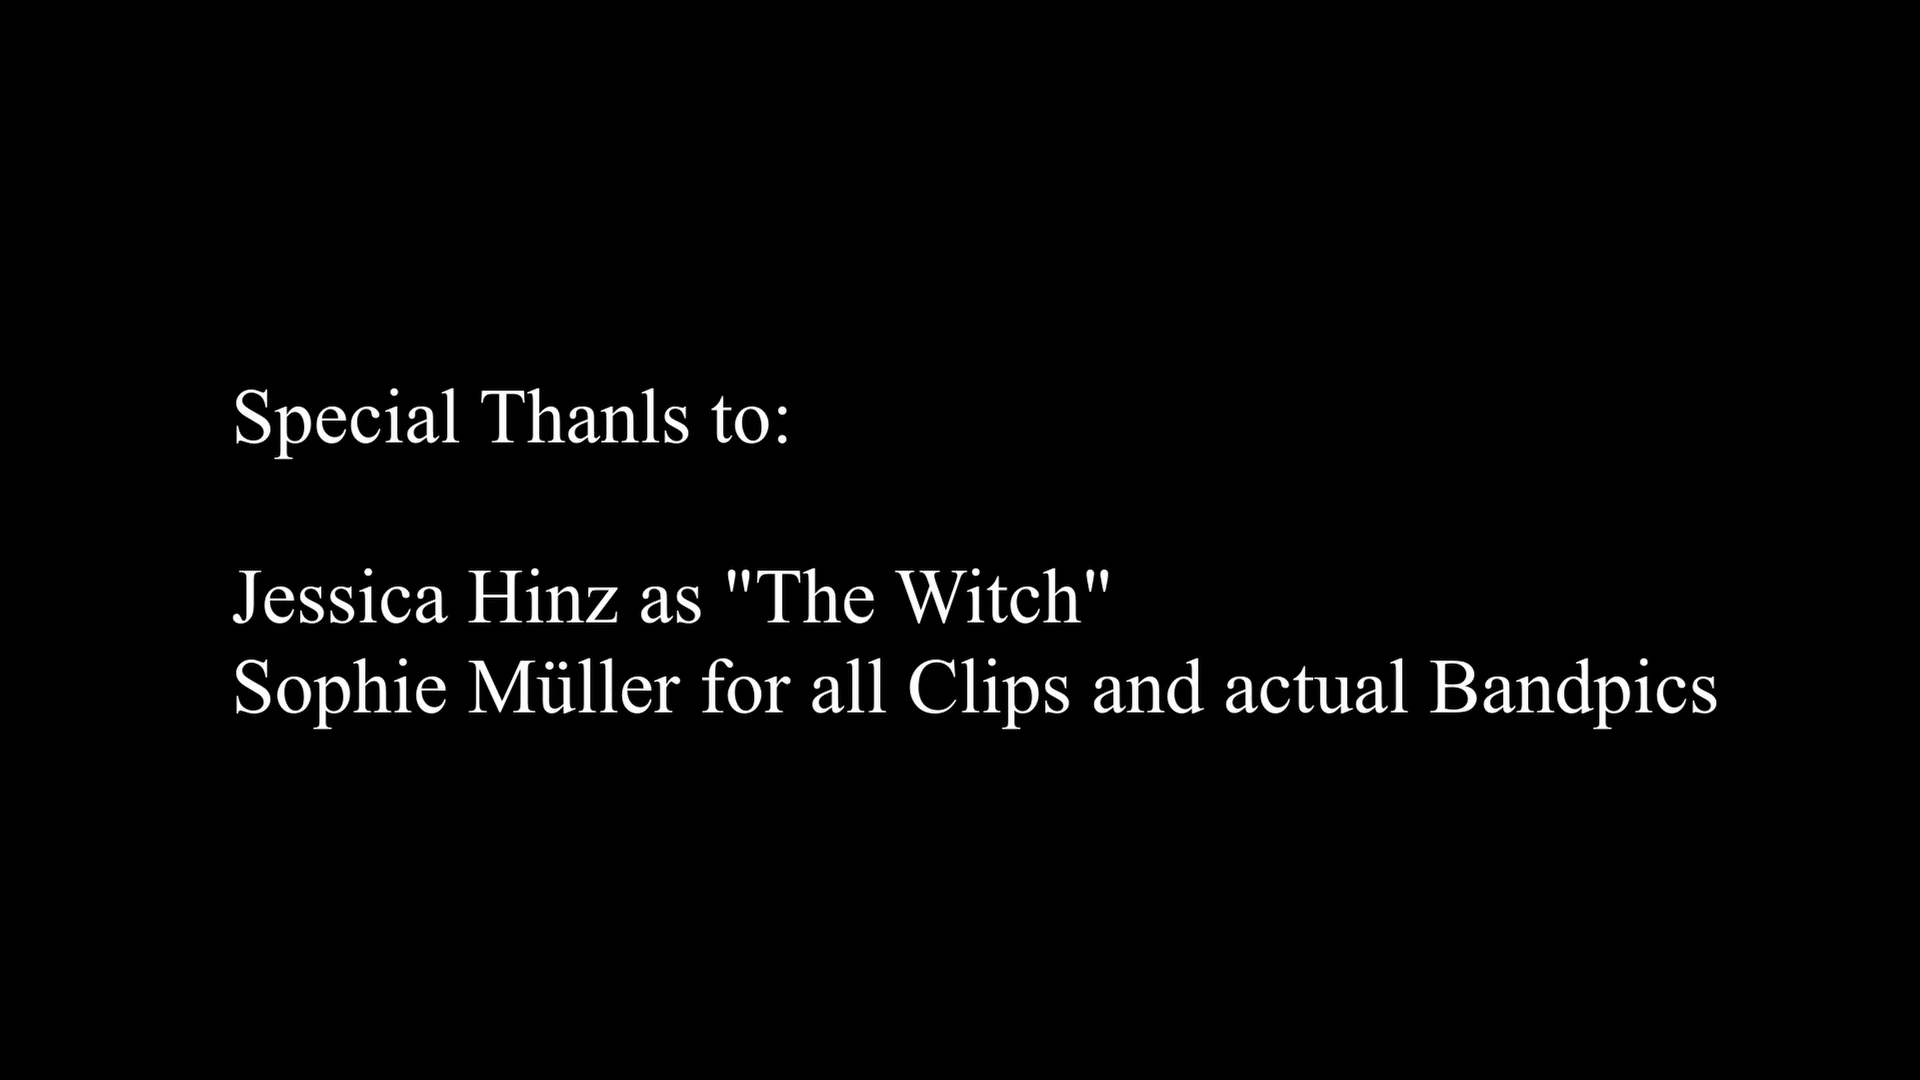 Special Thanls to:
Jessica Hinz as "The Witch"
Sophie Müller for all Clips and actual Bandpics